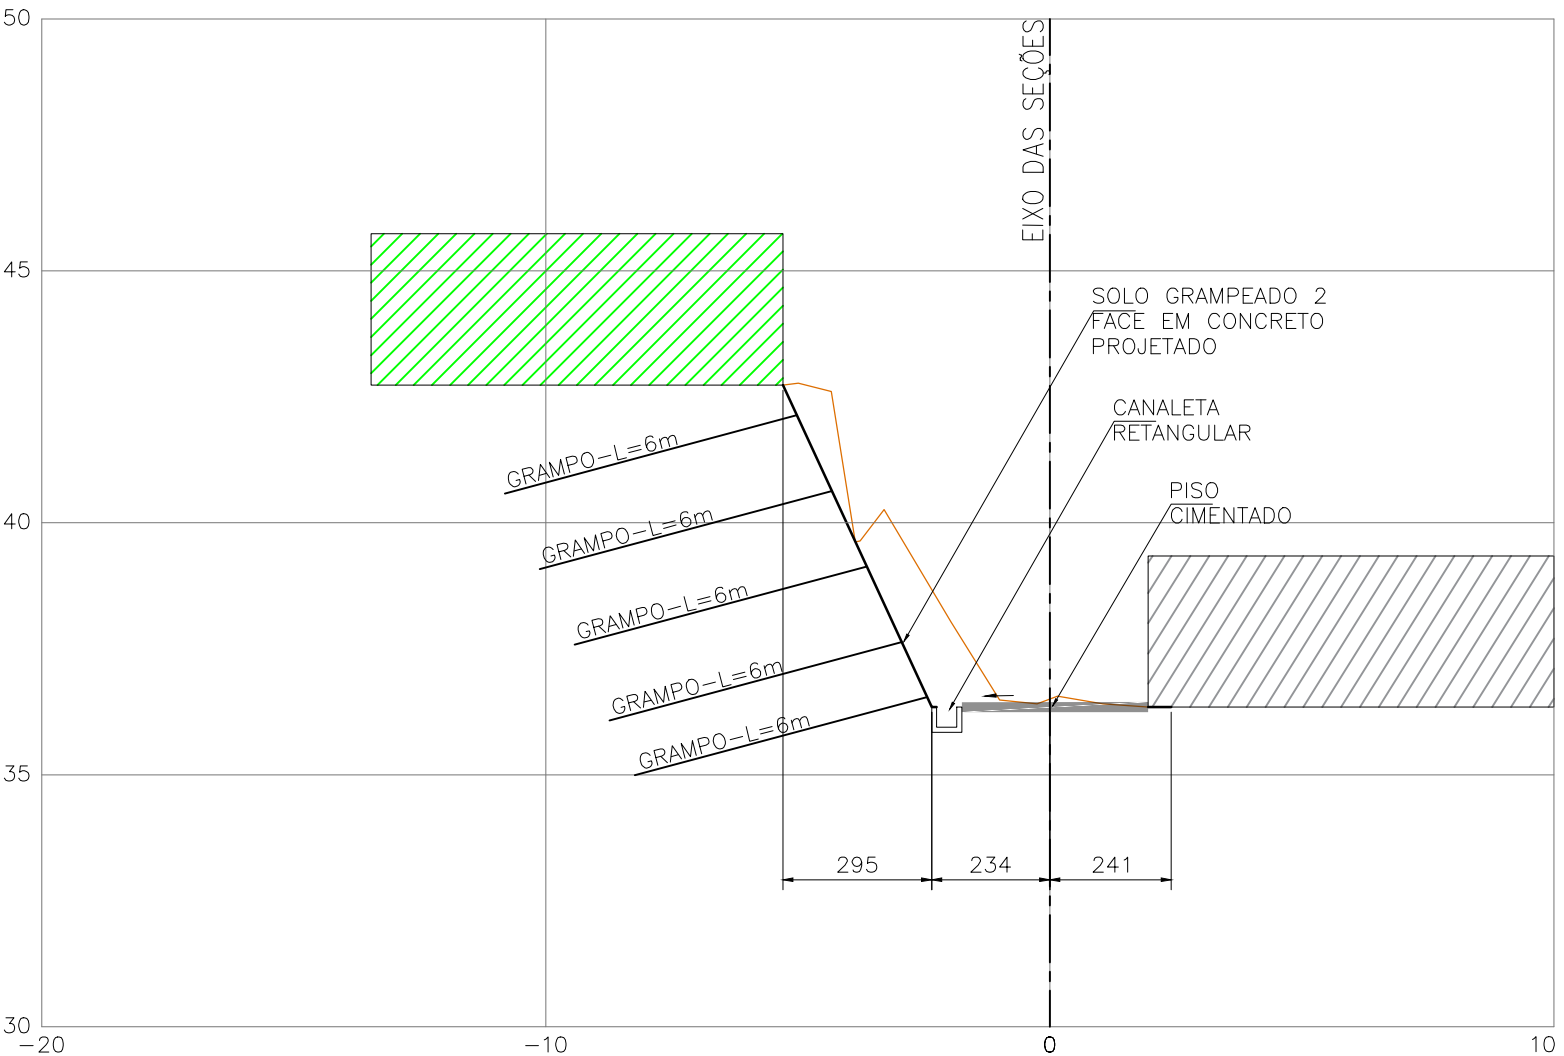 50
EIXO DAS SEÇÕES
45
SOLO GRAMPEADO 2
FACE EM CONCRETO
PROJETADO
CANALETA
RETANGULAR
GRAMPO-L=6m
PISO
CIMENTADO
40
GRAMPO-L=6m
GRAMPO-L=6m
GRAMPO-L=6m
GRAMPO-L=6m
35
295
234
241
30
-20
-10
0
10